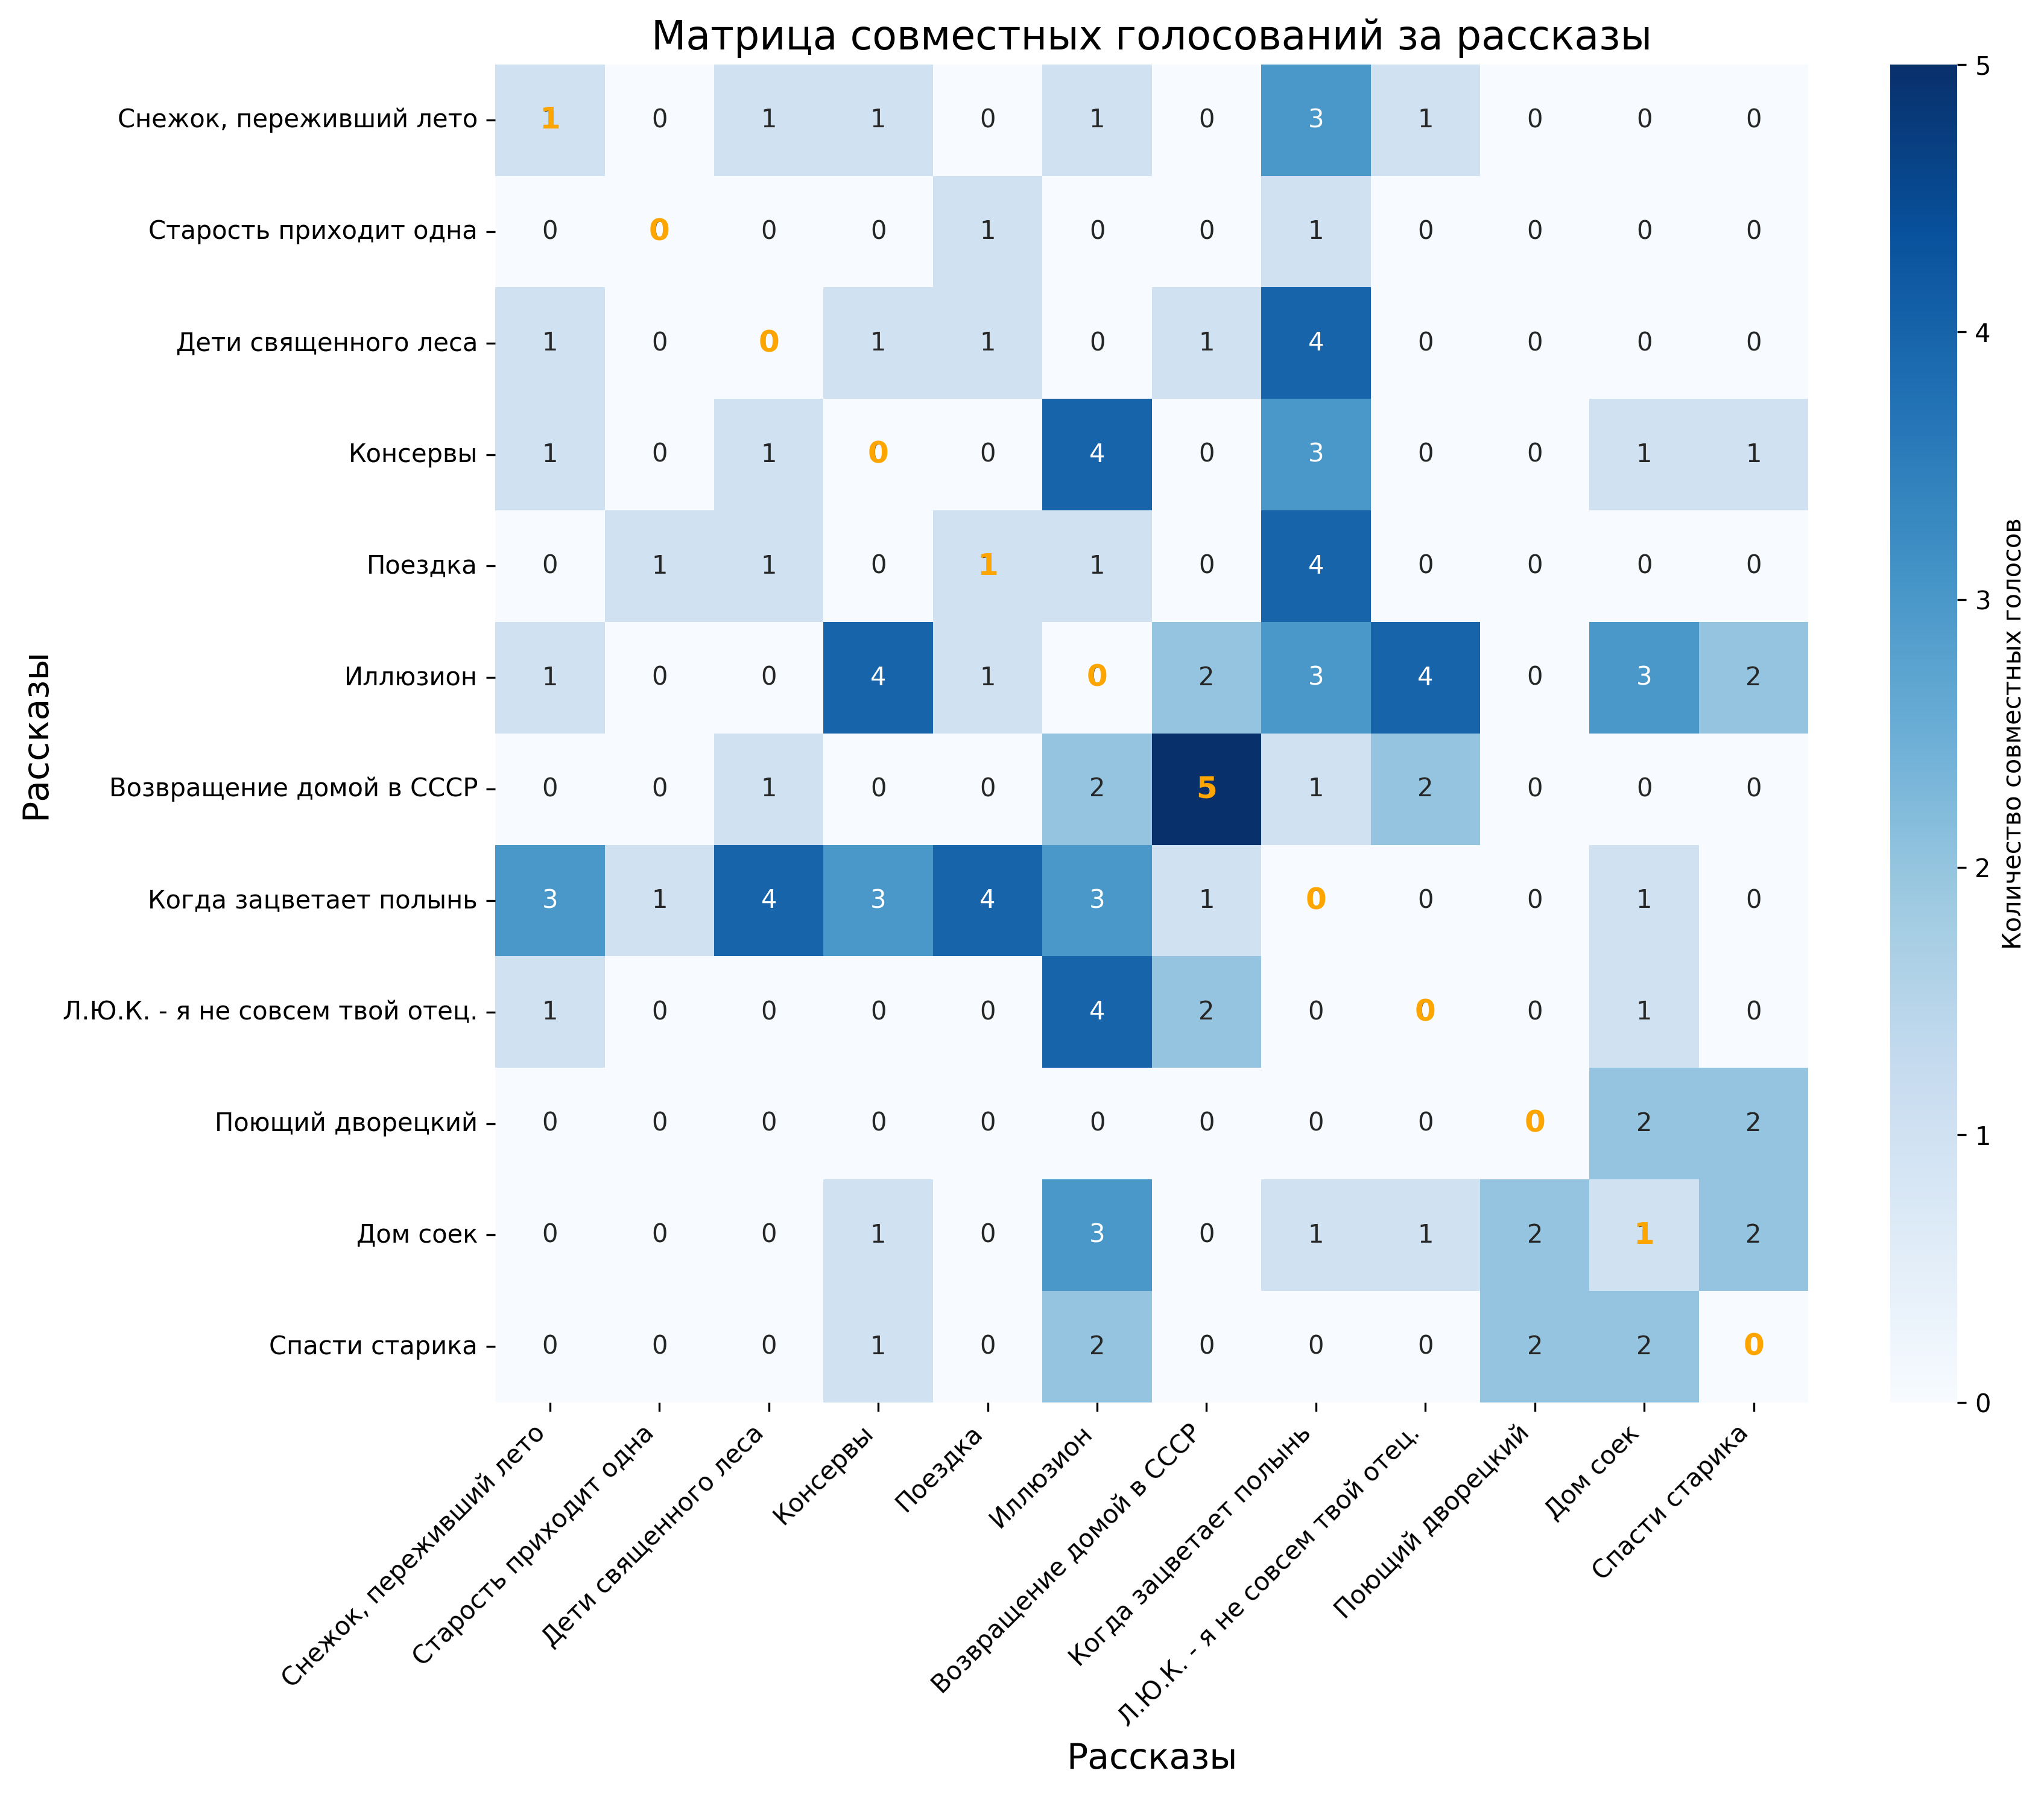 Матрица совместных голосований за рассказы
Снежок, переживший лето 1 0 1 1 0 1 0 3 1 0 0 0
Старость приходит одна 0 0 0 0 1 0 0 1 0 0 0 0
Дети священного леса 1 0 0 1 1 0 1 4 0 0 0 0
Консервы 1 0 1 0 0 4 0 3 0 0 1 1
Поездка 0 1 1 0 1 1 0 4 0 0 0 0
Иллюзион 1 0 0 4 1 0 2 3 4 0 3 2
Возвращение домой в СССР 0 0 1 0 0 2 5 1 2 0 0 0
Когда зацветает полынь 3 1 4 3 4 3 1 0 0 0 1 0
Л.Ю.К. - я не совсем твой отец. 1 0 0 0 0 4 2 0 0 0 1 0
Поющий дворецкий 0 0 0 0 0 0 0 0 0 0 2 2
Дом соек 0 0 0 1 0 3 0 1 1 2 1 2
Спасти старика 0 0 0 1 0 2 0 0 0 2 2 0
Рассказы
Снежок, переживший лето
Старость приходит одна
Дети священного леса
Консервы
Поездка
Иллюзион
Возвращение домой в СССР
Когда зацветает полынь
Л.Ю.К. - я не совсем твой отец.
Поющий дворецкий
Дом соек
Спасти старика
Рассказы
5
4
3
2
1
0
Количество совместных голосов